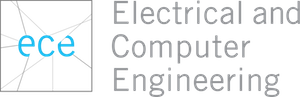 ece
Electrical and
Computer
Engineering